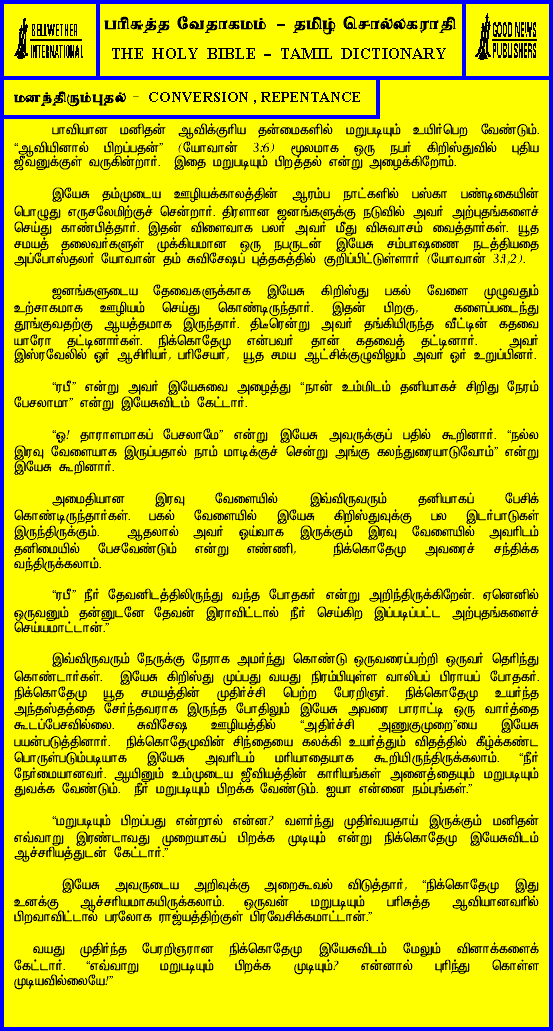 BELLWETHER
INTERNATIONAL
பரிசுத்த வேதாகமம் – தமிழ் சொல்லகராதி
THE HOLY BIBLE – TAMIL DICTIONARY
GOOD NEWS
PUBLISHERS
மனத்திரும்புதல் - CONVERSION , REPENTANCE
பாவியான மனிதன் ஆவிக்குரிய தன்மைகளில் மறுபடியும் உயிர்பெற வேண்டும்.
“ஆவியினால் பிறப்பதன்” (யோவான் 3:6) மூலமாக ஒரு நபர் கிறிஸ்துவில் புதிய
ஜீவனுக்குள் வருகின்றார். இதை மறுபடியும் பிறத்தல் என்று அழைக்கிறோம்.
இயேசு தம்முடைய ஊழியக்காலத்தின் ஆரம்ப நாட்களில் பஸ்கா பண்டிகையின்
பொழுது எருசலேமிற்குச் சென்றார். திரளான ஜனங்களுக்கு நடுவில் அவர் அற்புதங்களைச்
செய்து காண்பித்தார். இதன் விளைவாக பலர் அவர் மீது விசுவாசம் வைத்தார்கள். யூத
சமயத் தலைவர்களுள் முக்கியமான ஒரு நபருடன் இயேசு சம்பாஷணை நடத்தியதை
அப்போஸ்தலர் யோவான் தம் சுவிசேஷப் புத்தகத்தில் குறிப்பிட்டுள்ளார் (யோவான் 3:1,2).
ஜனங்களுடைய தேவைகளுக்காக இயேசு கிறிஸ்து பகல் வேளை முழுவதும்
உற்சாகமாக ஊழியம் செய்து கொண்டிருந்தார். இதன் பிறகு, களைப்படைந்து
தூங்குவதற்கு ஆயத்தமாக இருந்தார். திடீரென்று அவர் தங்கியிருந்த வீட்டின் கதவை
யாரோ தட்டினார்கள். நிக்கொதேமு என்பவர் தான் கதவைத் தட்டினார். அவர்
இஸ்ரவேலில் ஓர் ஆசிரியர், பரிசேயர், யூத சமய ஆட்சிக்குழுவிலும் அவர் ஓர் உறுப்பினர்.
“ரபீ” என்று அவர் இயேசுவை அழைத்து “நான் உம்மிடம் தனியாகச் சிறிது நேரம்
பேசலாமா” என்று இயேசுவிடம் கேட்டார்.
“ஓ! தாராளமாகப் பேசலாமே” என்று இயேசு அவருக்குப் பதில் கூறினார். “நல்ல
இரவு வேளையாக இருப்பதால் நாம் மாடிக்குச் சென்று அங்கு கலந்துரையாடுவோம்” என்று
இயேசு கூறினார்.
அமைதியான இரவு வேளையில் இவ்விருவரும் தனியாகப் பேசிக்
கொண்டிருந்தார்கள். பகல் வேளையில் இயேசு கிறிஸ்துவுக்கு பல இடர்பாடுகள்
இருந்திருக்கும். ஆதலால் அவர் ஓய்வாக இருக்கும் இரவு வேளையில் அவரிடம்
தனிமையில் பேசவேண்டும் என்று எண்ணி, நிக்கொதேமு அவரைச் சந்திக்க
வந்திருக்கலாம்.
“ரபீ” நீர் தேவனிடத்திலிருந்து வந்த போதகர் என்று அறிந்திருக்கிறேன். ஏனெனில்
ஒருவனும் தன்னுடனே தேவன் இராவிட்டால் நீர் செய்கிற இப்படிப்பட்ட அற்புதங்களைச்
செய்யமாட்டான்.”
இவ்விருவரும் நேருக்கு நேராக அமர்ந்து கொண்டு ஒருவரைப்பற்றி ஒருவர் தெரிந்து
கொண்டார்கள். இயேசு கிறிஸ்து முப்பது வயது நிரம்பியுள்ள வாலிபப் பிராயப் போதகர்.
நிக்கொதேமு யூத சமயத்தின் முதிர்ச்சி பெற்ற பேரறிஞர். நிக்கொதேமு உயர்ந்த
அந்தஸ்தத்தை சேர்ந்தவராக இருந்த போதிலும் இயேசு அவரை பாராட்டி ஒரு வார்த்தை
கூடப்பேசவில்லை. சுவிசேஷ ஊழியத்தில் “அதிர்ச்சி அணுகுமுறை”யை இயேசு
பயன்படுத்தினார். நிக்கொதேமுவின் சிந்தையை கலக்கி உயர்த்தும் விதத்தில் கீழ்க்கண்ட
பொருள்படும்படியாக இயேசு அவரிடம் மரியாதையாக கூறியிருந்திருக்கலாம். “நீர்
நேர்மையானவர். ஆயினும் உம்முடைய ஜீவியத்தின் காரியங்கள் அனைத்தையும் மறுபடியும்
துவக்க வேண்டும். நீர் மறுபடியும் பிறக்க வேண்டும். ஐயா என்னை நம்புங்கள்.”
“மறுபடியும் பிறப்பது என்றால் என்ன? வளர்ந்து முதிர்வயதாய் இருக்கும் மனிதன்
எவ்வாறு இரண்டாவது முறையாகப் பிறக்க முடியும் என்று நிக்கொதேமு இயேசுவிடம்
ஆச்சரியத்துடன் கேட்டார்.”
இயேசு அவருடைய அறிவுக்கு அறைகூவல் விடுத்தார், “நிக்கொதேமு இது
உனக்கு ஆச்சரியமாகயிருக்கலாம். ஒருவன் மறுபடியும் பரிசுத்த ஆவியானவரில்
பிறவாவிட்டால் பரலோக ராஜ்யத்திற்குள் பிரவேசிக்கமாட்டான்.”
வயது முதிர்ந்த பேரறிஞரான நிக்கொதேமு இயேசுவிடம் மேலும் வினாக்களைக்
கேட்டார். “எவ்வாறு மறுபடியும் பிறக்க முடியும்? என்னால் புரிந்து கொள்ள
முடியவில்லையே!”